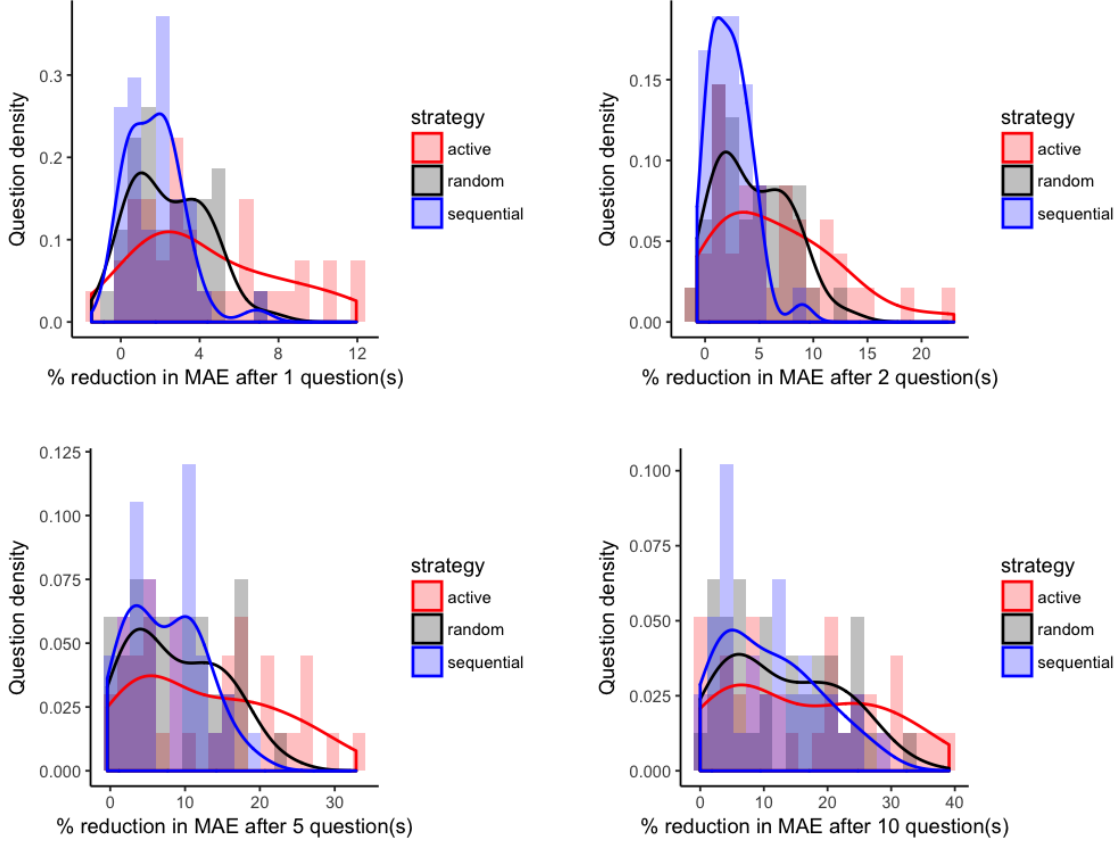 Question density
0.3
0.2
0.1
0.0
0
4
8
12
% reduction in MAE after 1 question(s)
strategy
active
random
sequential
Question density
0.15
0.10
0.05
0.00
0
5
10
15
20
% reduction in MAE after 2 question(s)
strategy
active
random
sequential
Question density
0.125
0.100
0.075
0.050
0.025
0.000
0
10
20
30
% reduction in MAE after 5 question(s)
strategy
active
random
sequential
Question density
0.100
0.075
0.050
0.025
0.000
0
10
20
30
40
% reduction in MAE after 10 question(s)
strategy
active
random
sequential